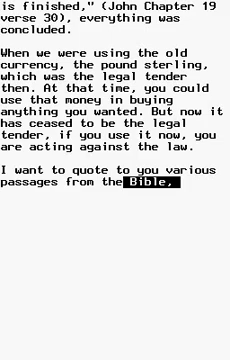 is finished," (John Chapter 19
verse 30), everything was
concluded.
When we were using the old
currency, the pound sterling,
which was the legal tender
then. At that time, you could
use that money in buying
anything you wanted. But now it
has ceased to be the legal
tender, if you use it now, you
are acting against the law.
I want to quote to you various
passages from the Bible,